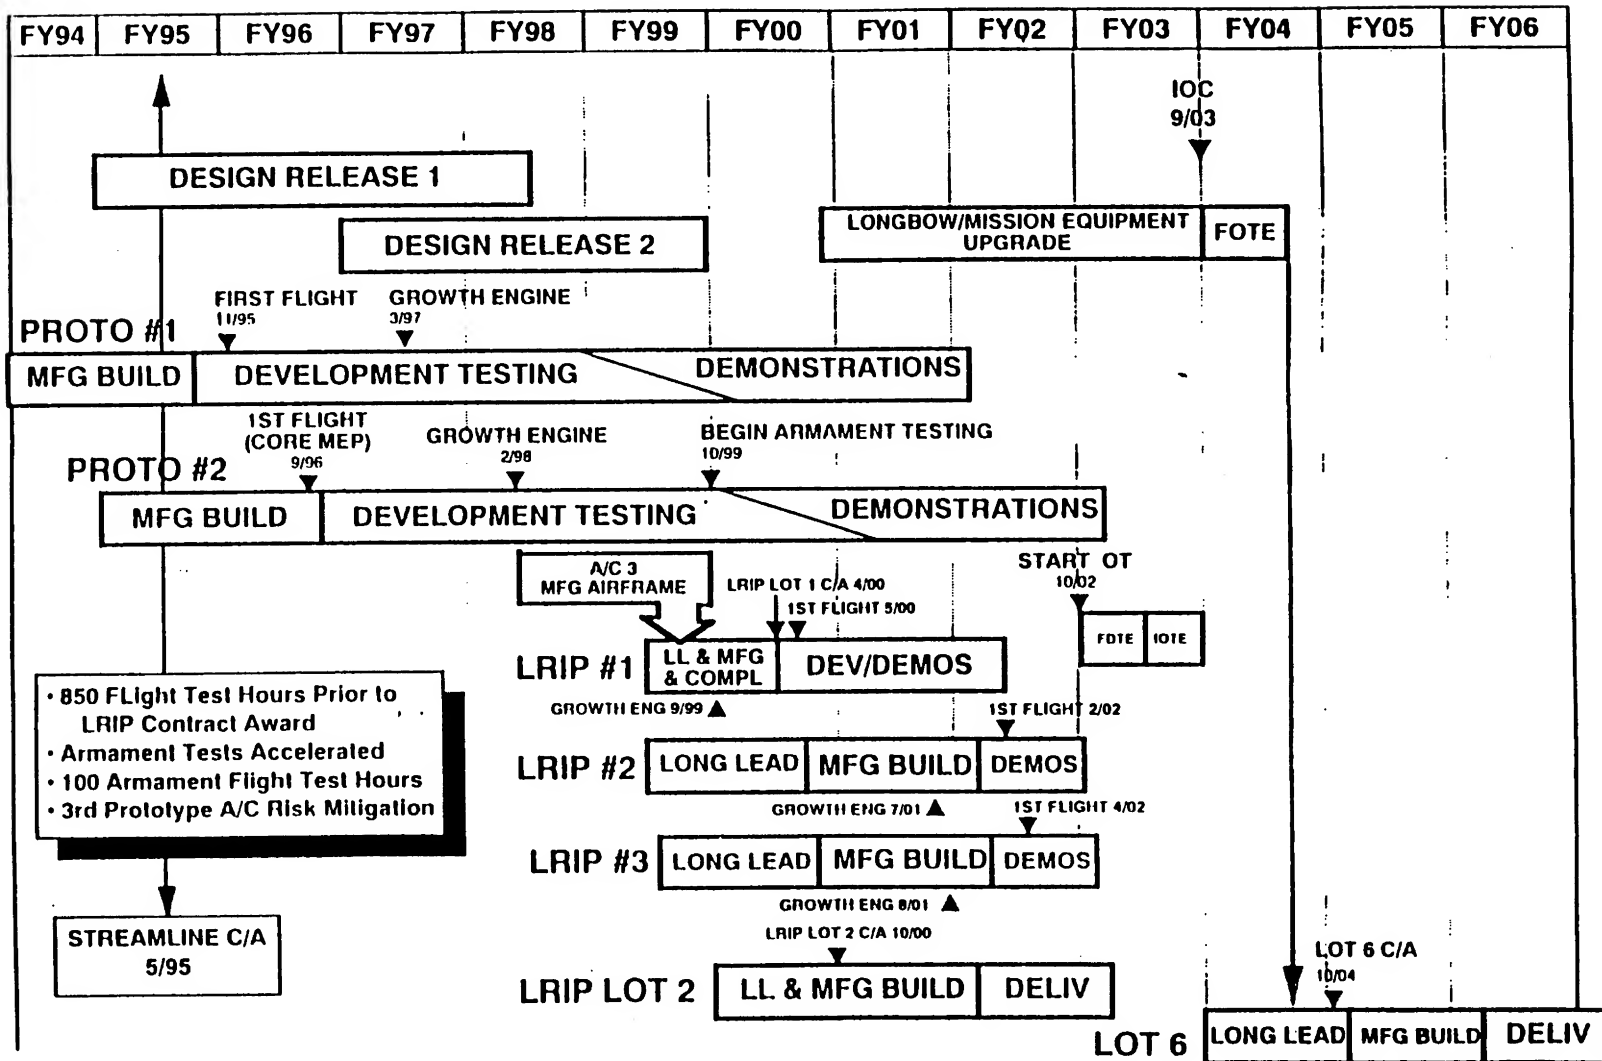 FY94 FY95 FY96 FY97 FY98 FY99 FY00 FY01 FY02 FY03 FY04 FY05 FY06
IOC
9/03
DESIGN RELEASE 1
DESIGN RELEASE 2
LONGBOW/MISSION EQUIPMENT
UPGRADE
FOTE
FIRST FLIGHT
11/95
GROWTH ENGINE
3/97
PROTO #1
MFG BUILD
DEVELOPMENT TESTING
DEMONSTRATIONS
1ST FLIGHT
(CORE MEP)
9/96
GROWTH ENGINE
2/98
BEGIN ARMAMENT TESTING
10/99
PROTO #2
MFG BUILD
DEVELOPMENT TESTING
DEMONSTRATIONS
A/C 3
MFG AIRFRAME
LRIP LOT 1 C/A 4/00
1ST FLIGHT 5/00
START OT
10/02
FDTE
IOTE
LRIP #1
LL & MFG
& COMPL
DEV/DEMOS
GROWTH ENG 9/99
• 850 FLight Test Hours Prior to
LRIP Contract Award
• Armament Tests Accelerated
• 100 Armament Flight Test Hours
• 3rd Prototype A/C Risk Mitigation
1ST FLIGHT 2/02
LRIP #2
LONG LEAD
MFG BUILD
DEMOS
GROWTH ENG 7/01
1ST FLIGHT 4/02
LRIP #3
LONG LEAD
MFG BUILD
DEMOS
GROWTH ENG 8/01
STREAMLINE C/A
5/95
LRIP LOT 2 C/A 10/00
LRIP LOT 2
LL & MFG BUILD
DELIV
LOT 6 C/A
10/04
LOT 6
LONG LEAD
MFG BUILD
DELIV